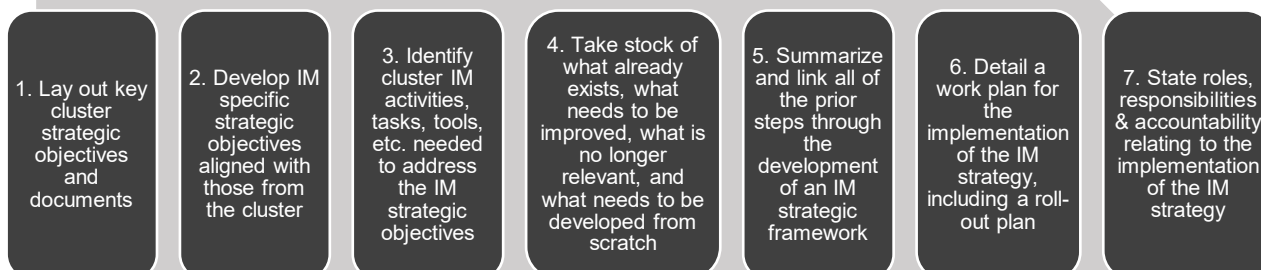 1. Lay out key
cluster
strategic
objectives
and
documents
2. Develop IM
specific
strategic
objectives
aligned with
those from
the cluster
3. Identify
cluster IM
activities,
tasks, tools,
etc. needed
to address
the IM
strategic
objectives
4. Take stock of
what already
exists, what
needs to be
improved, what is
no longer
relevant, and
what needs to be
developed from
scratch
5. Summarize
and link all of
the prior
steps through
the
development
of an IM
strategic
framework
6. Detail a
work plan for
the
implementation
of the IM
strategy,
including a roll-
out plan
7. State roles,
responsibilities
& accountability
relating to the
implementation
of the IM
strategy